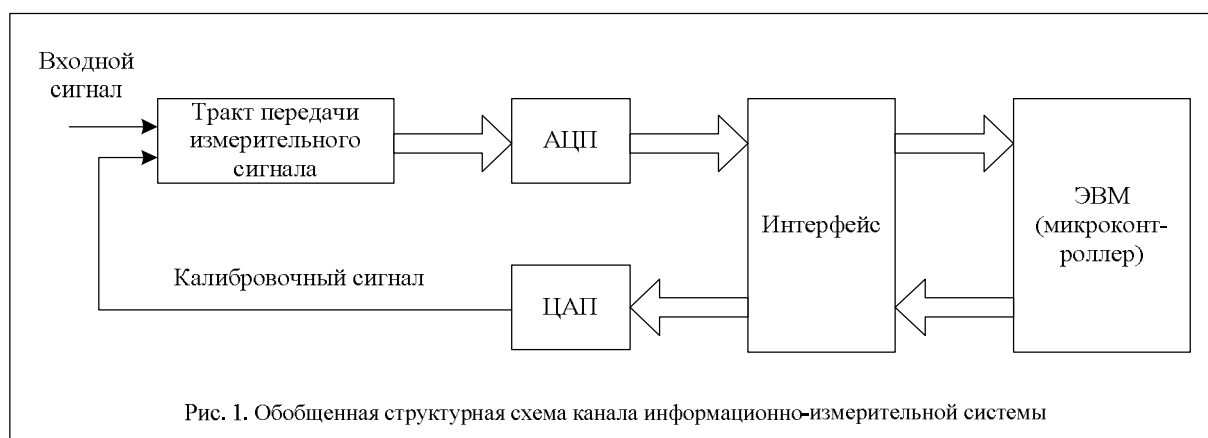 Входной
сигнал
Тракт передачи
измерительного
сигнала
АЦП
Интерфейс
ЭВМ
(микроконт-
роллер)
Калибровочный сигнал
ЦАП
Рис. 1. Обобщенная структурная схема канала информационно-измерительной системы